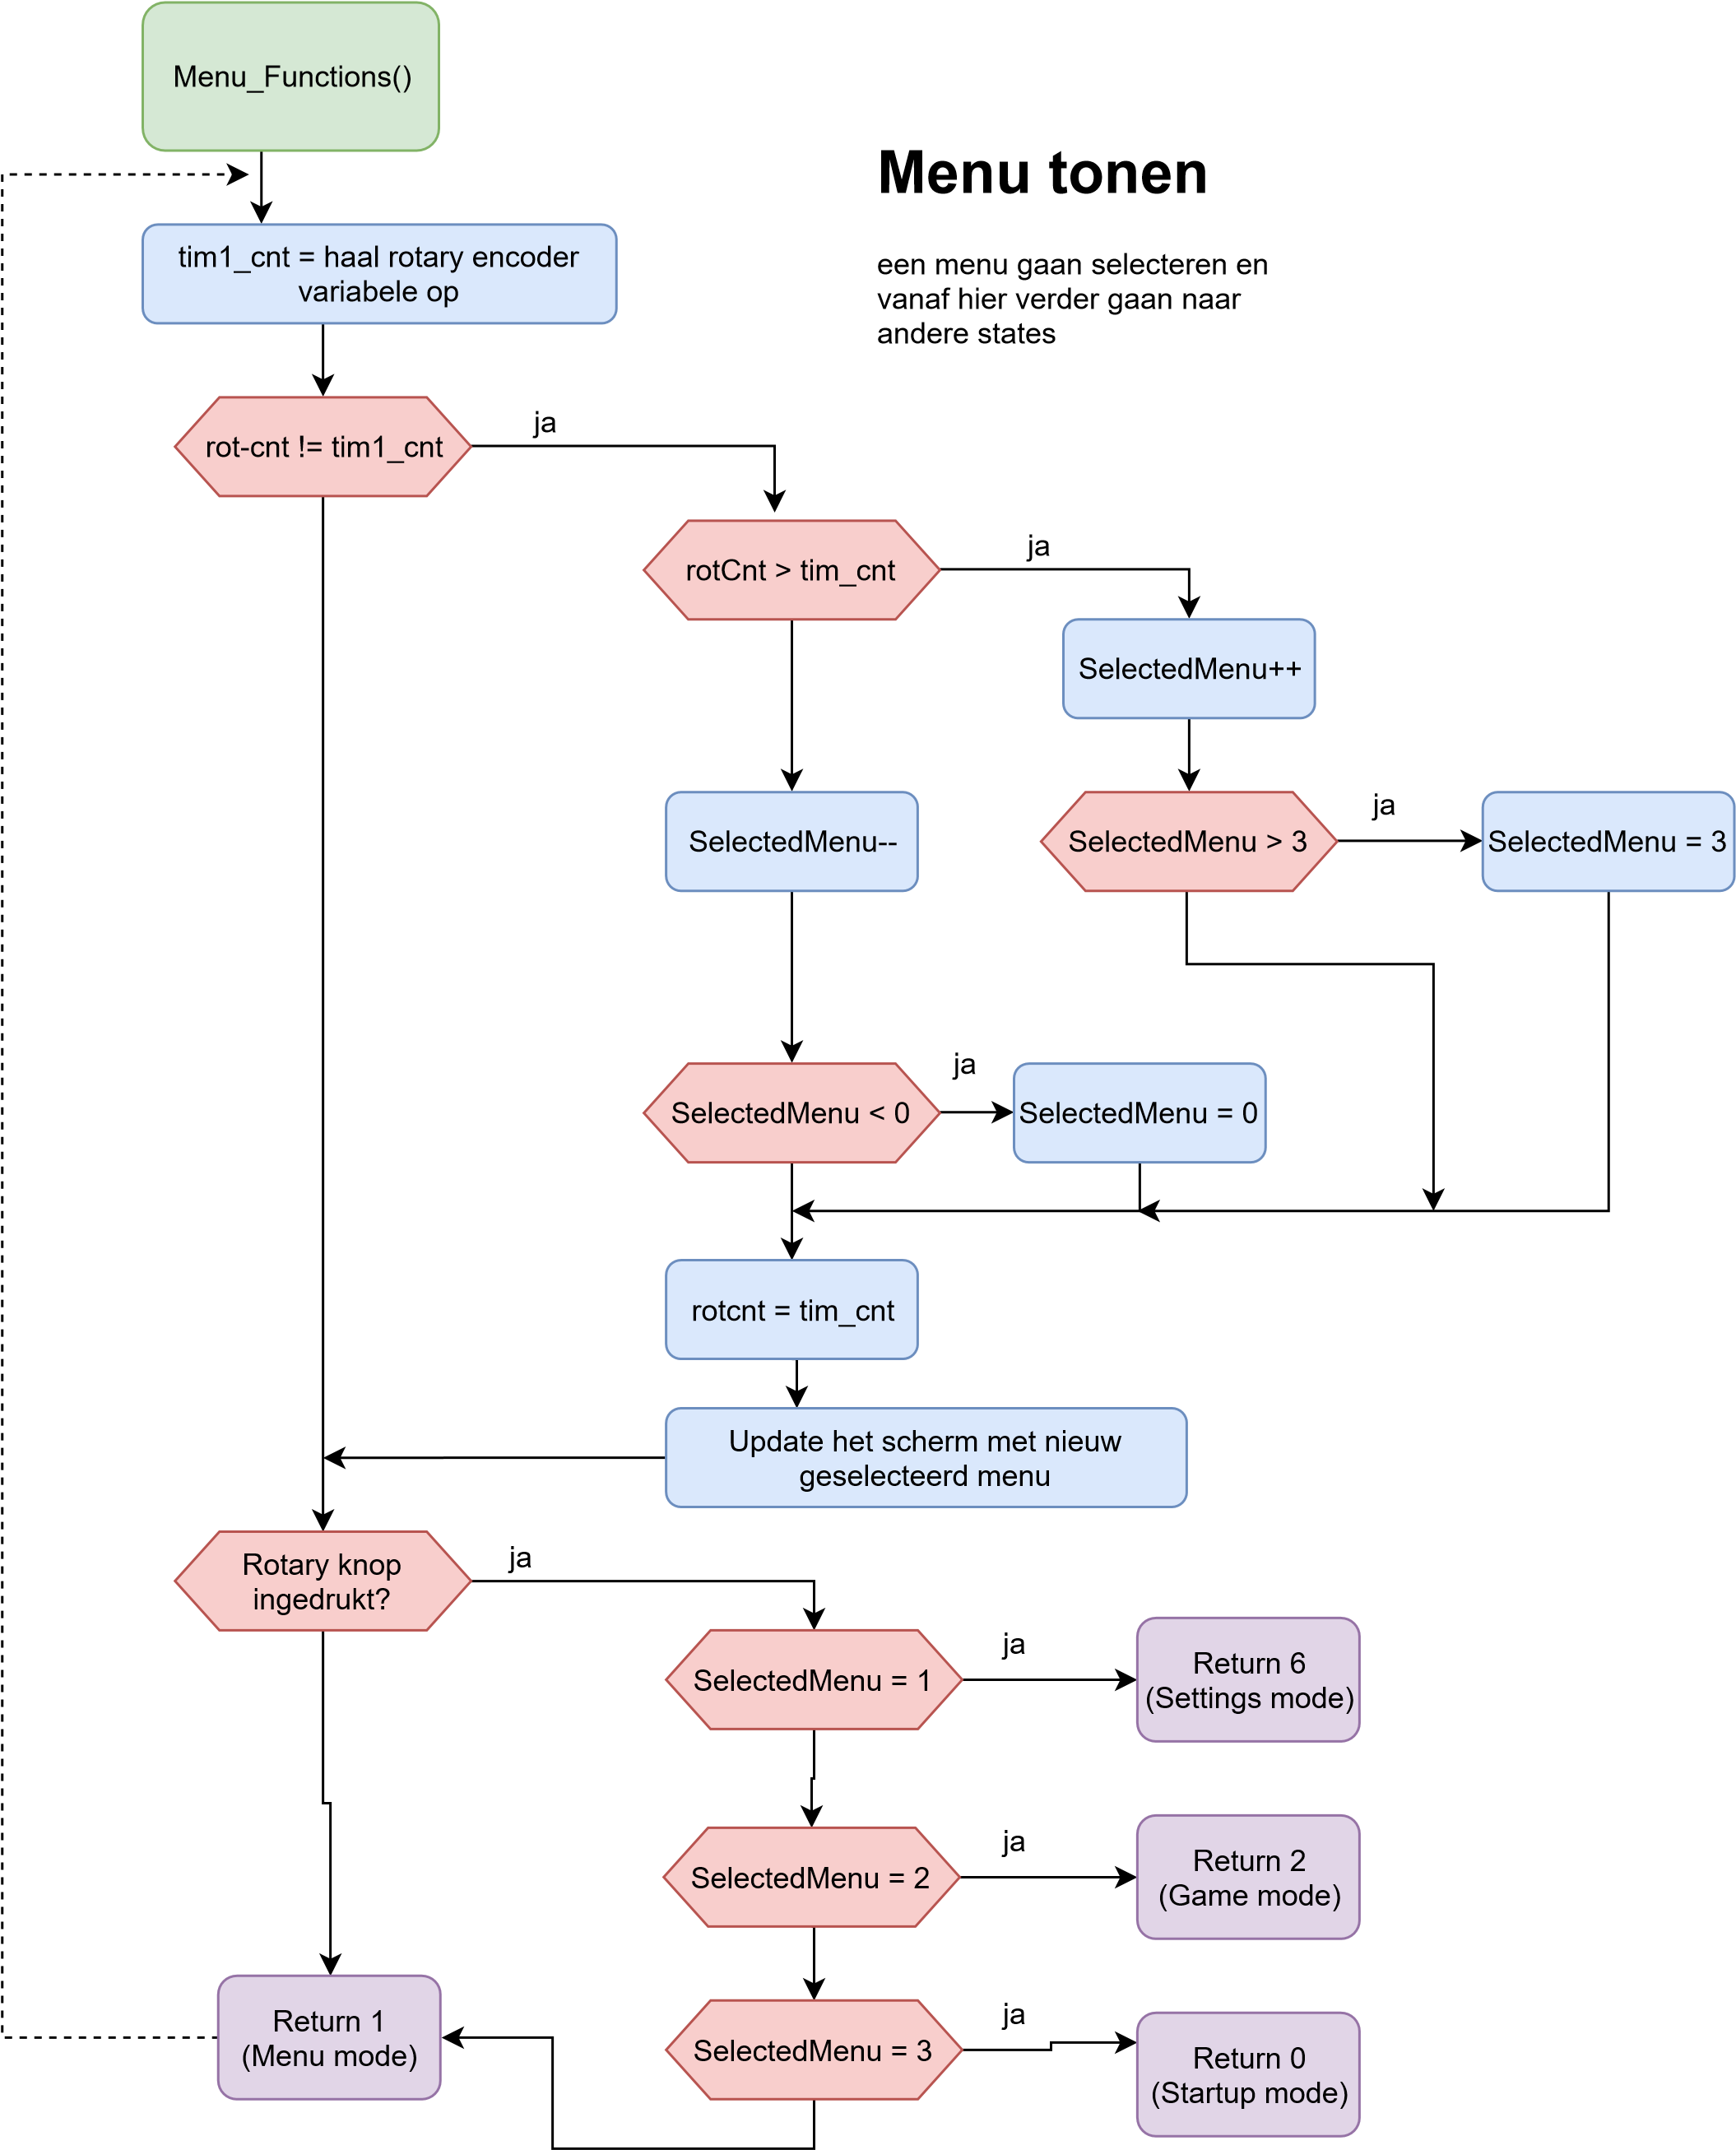 Menu_Functions()
Menu tonen
een menu gaan selecteren en
vanaf hier verder gaan naar
andere states
tim1_cnt = haal rotary encoder
variabele op
rot-cnt != tim1_cnt
ja
rotCnt > tim_cnt
ja
SelectedMenu++
SelectedMenu--
SelectedMenu > 3
ja
SelectedMenu = 3
SelectedMenu < 0
ja
SelectedMenu = 0
rotcnt = tim_cnt
Update het scherm met nieuw
geselecteerd menu
Rotary knop
ingedrukt?
ja
SelectedMenu = 1
ja
Return 6
(Settings mode)
SelectedMenu = 2
ja
Return 2
(Game mode)
Return 1
(Menu mode)
SelectedMenu = 3
ja
Return 0
(Startup mode)